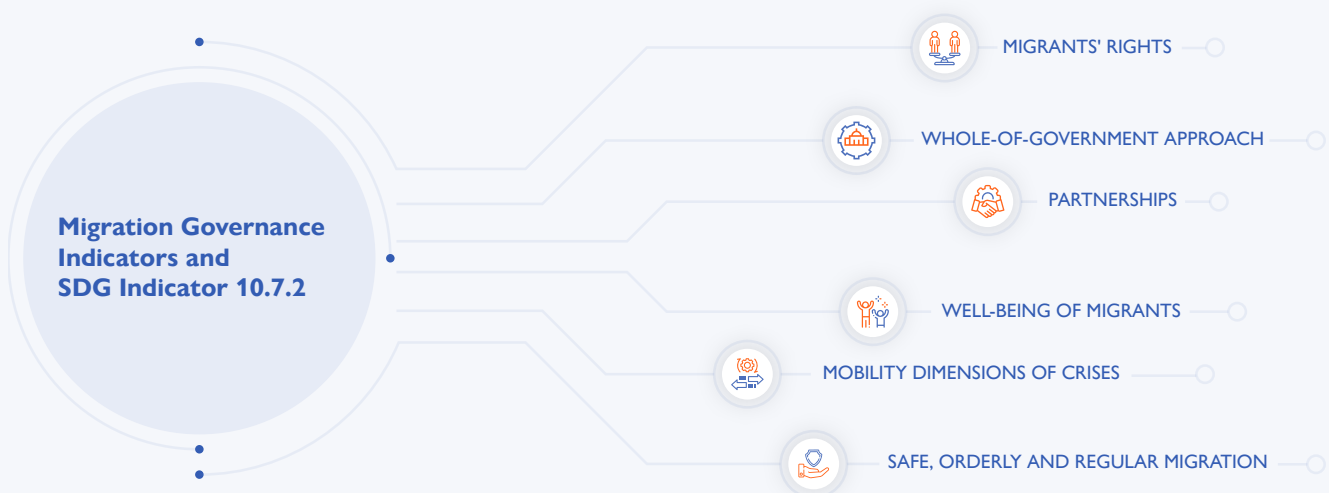 Migration Governance
Indicators and
SDG Indicator 10.7.2
MIGRANTS' RIGHTS
WHOLE-OF-GOVERNMENT APPROACH
PARTNERSHIPS
WELL-BEING OF MIGRANTS
MOBILITY DIMENSIONS OF CRISES
SAFE, ORDERLY AND REGULAR MIGRATION